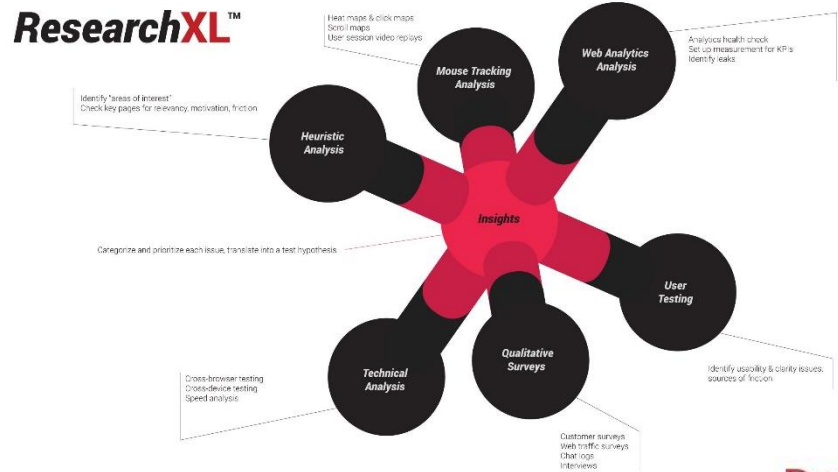 ResearchXL™
Heat maps & click maps
Scroll maps
User session video replays
Mouse Tracking
Analysis
Web Analytics
Analysis
Analytics health check
Set up measurement for KPIs
Identify leaks
Identify "areas of interest"
Check key pages for relevancy, motivation, friction
Heuristic
Analysis
Insights
Categorize and prioritize each issue, translate into a test hypothesis
User
Testing
Identify usability & clarity issues,
sources of friction
Technical
Analysis
Cross-browser testing
Cross-device testing
Speed analysis
Qualitative
Surveys
Customer surveys
Web traffic surveys
Chat logs
Interviews